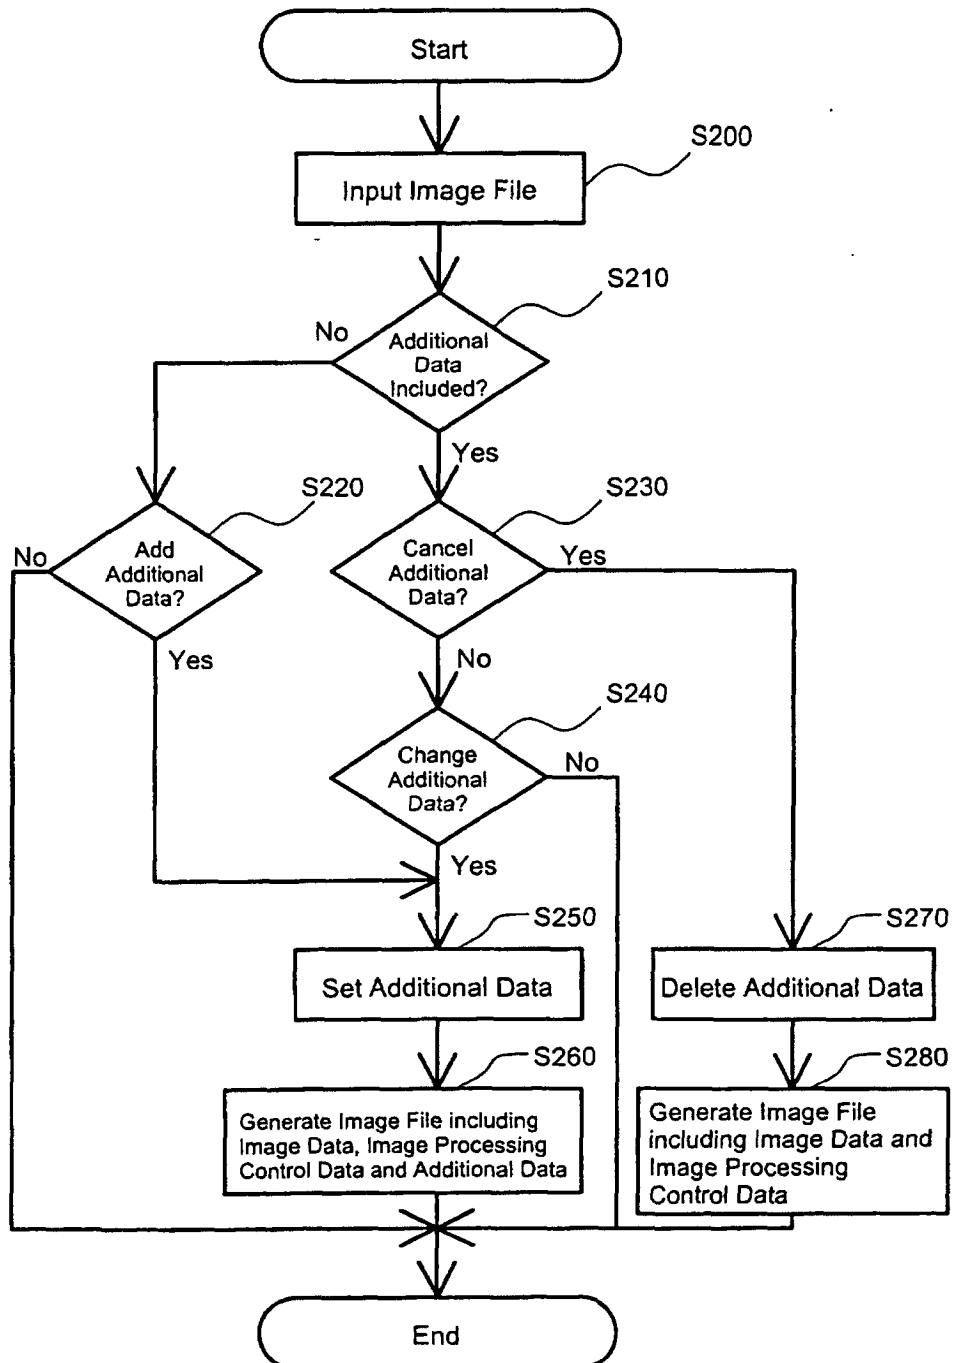 Start
S200
Input Image File
S210
No
Additional
Data
Included?
Yes
S220
S230
No
Add
Additional
Data?
Cancel
Additional
Data?
Yes
Yes
No
S240
Change
Additional
Data?
No
Yes
S250
S270
Set Additional Data
Delete Additional Data
S260
S280
Generate Image File including
Image Data, Image Processing
Control Data and Additional Data
Generate Image File
including Image Data and
Image Processing
Control Data
End